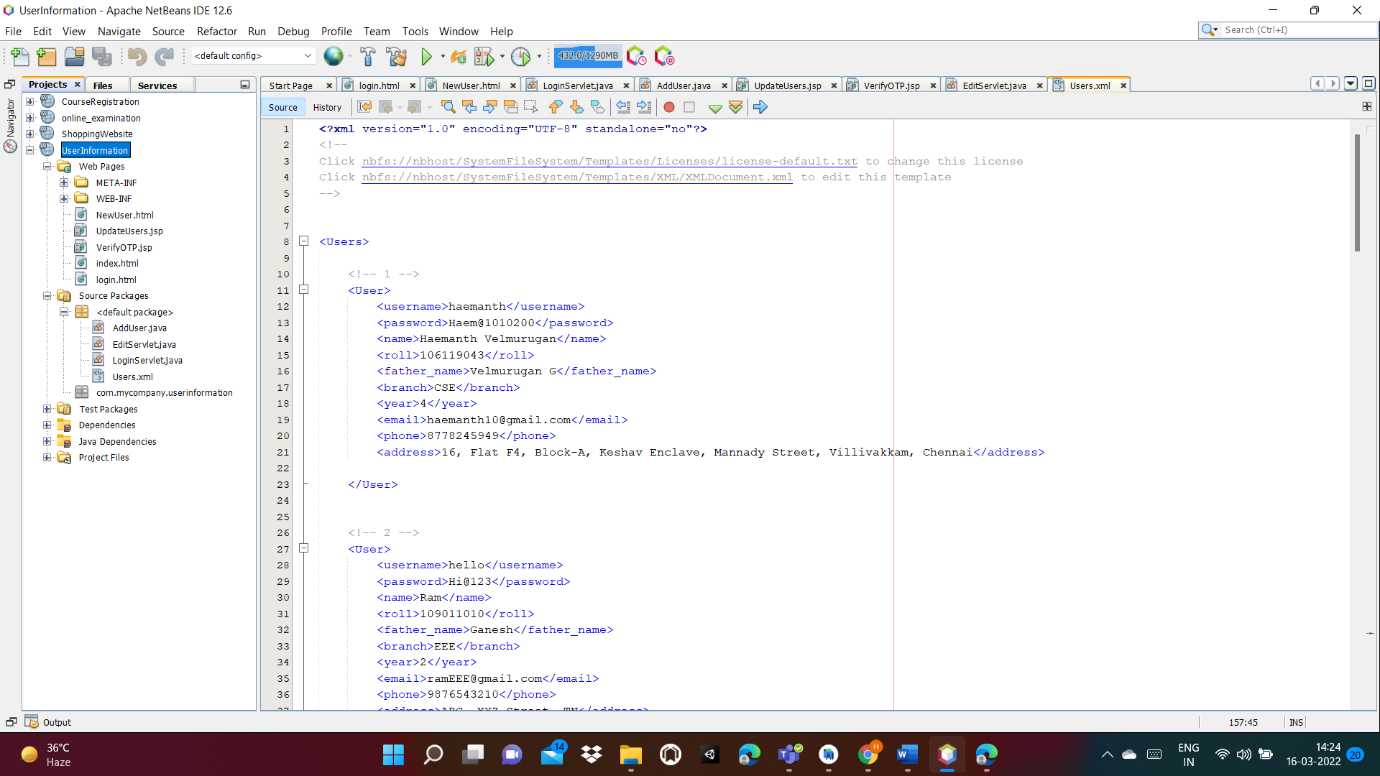 UserInformation - Apache NetBeans IDE 12.6
File Edit View Navigate Source Refactor Run Debug Profile Team Tools Window Help
Search (Ctrl+I)
<default config>
432.0/1290MB
Projects Files Services
Start Page login.html NewUser.html LoginServlet.java AddUser.java UpdateUsers.jsp VerifyOTP.jsp EditServlet.java Users.xml
Source History
Navigator
CourseRegistration
online_examination
ShoppingWebsite
UserInformation
Web Pages
META-INF
WEB-INF
NewUser.html
UpdateUsers.jsp
VerifyOTP.jsp
index.html
login.html
Source Packages
<default package>
AddUser.java
EditServlet.java
LoginServlet.java
Users.xml
com.mycompany.userinformation
Test Packages
Dependencies
Java Dependencies
Project Files
1 <?xml version="1.0" encoding="UTF-8" standalone="no"?>
2 <!--
3 Click nbfs://nbhost/SystemFileSystem/Templates/Licenses/license-default.txt to change this license
4 Click nbfs://nbhost/SystemFileSystem/Templates/XML/XMLDocument.xml to edit this template
5 -->
6
7
8 <Users>
9
10 <!-- 1 -->
11 <User>
12 <username>haemanth</username>
13 <password>Haem@1010200</password>
14 <name>Haemanth Velmurugan</name>
15 <roll>106119043</roll>
16 <father_name>Velmurugan G</father_name>
17 <branch>CSE</branch>
18 <year>4</year>
19 <email>haemanth10@gmail.com</email>
20 <phone>8778245949</phone>
21 <address>16, Flat F4, Block-A, Keshav Enclave, Mannady Street, Villivakkam, Chennai</address>
22
23 </User>
24
25
26 <!-- 2 -->
27 <User>
28 <username>hello</username>
29 <password>Hi@123</password>
30 <name>Ram</name>
31 <roll>109011010</roll>
32 <father_name>Ganesh</father_name>
33 <branch>EEE</branch>
34 <year>2</year>
35 <email>ramEEE@gmail.com</email>
36 <phone>9876543210</phone>
37 <address>ABC, XYZ Street, TN</address>
Output
157:45 INS
36°C
Haze
14
H
ENG
IN
14:24
16-03-2022
20